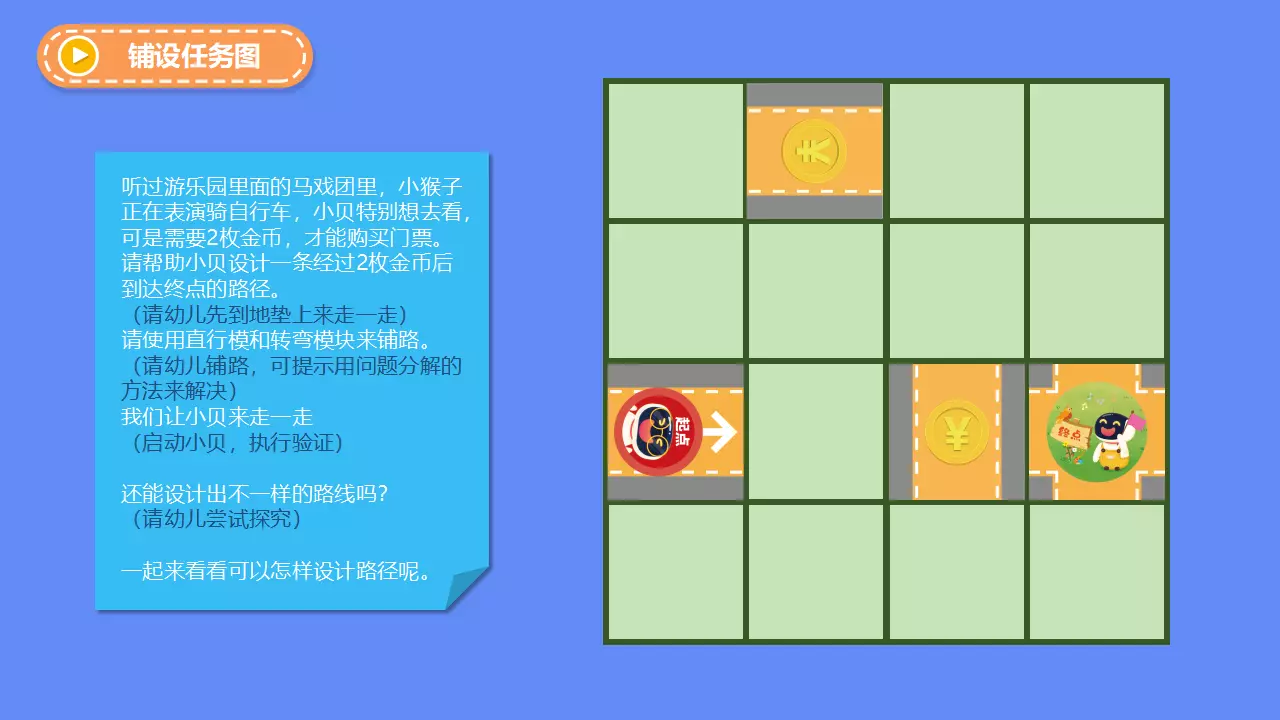 铺设任务图
听过游乐园里面的马戏团里，小猴子
正在表演骑自行车，小贝特别想去看，
可是需要2枚金币，才能购买门票。
请帮助小贝设计一条经过2枚金币后
到达终点的路径。
（请幼儿先到地垫上来走一走）
请使用直行模和转弯模块来铺路。
（请幼儿铺路，可提示用问题分解的
方法来解决）
我们让小贝来走一走
（启动小贝，执行验证）
还能设计出不一样的路线吗？
（请幼儿尝试探究）
一起来看看可以怎样设计路径呢。
¥
起点
¥
终点